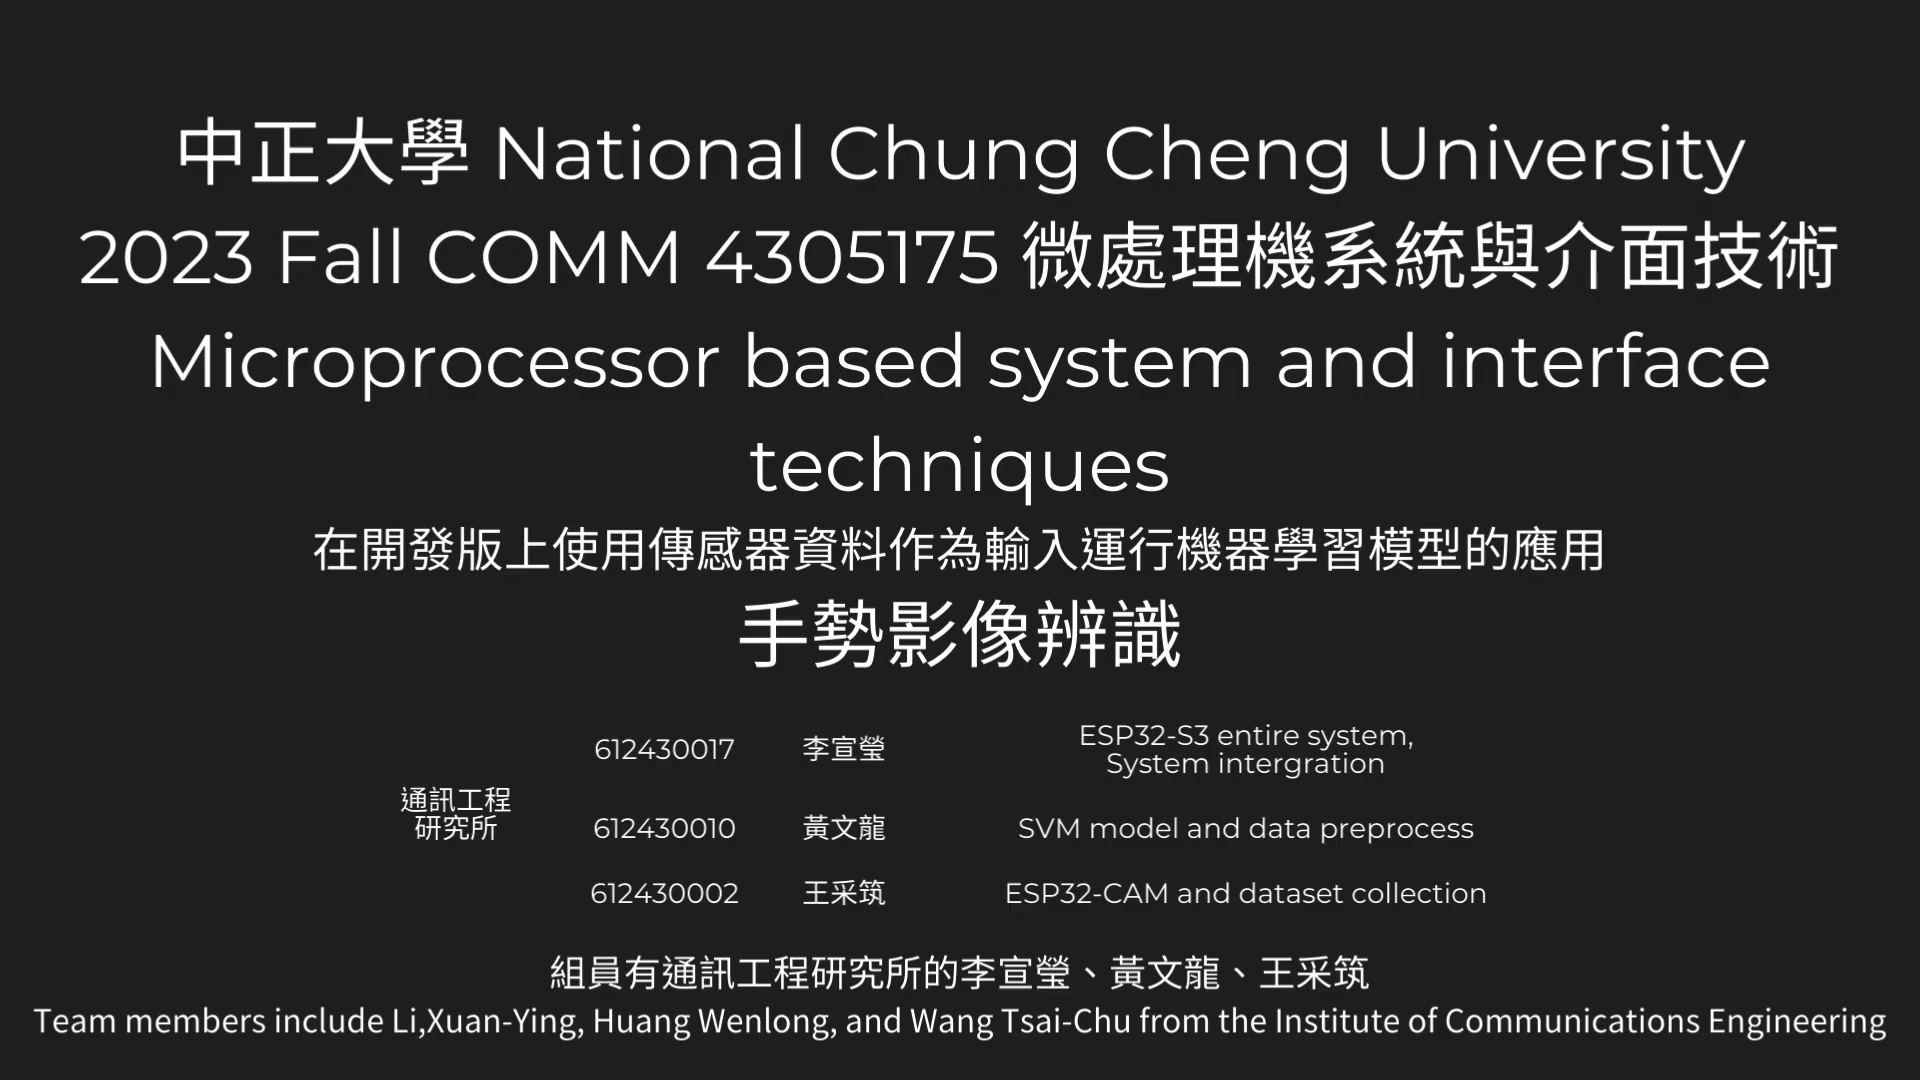 中正大學 National Chung Cheng University
2023 Fall COMM 4305175 微處理機系統與介面技術
Microprocessor based system and interface
techniques
在開發版上使用傳感器資料作為輸入運行機器學習模型的應用
手勢影像辨識
通訊工程
研究所
612430017 李宣瑩 ESP32-S3 entire system,
System intergration
612430010 黃文龍 SVM model and data preprocess
612430002 王采筑 ESP32-CAM and dataset collection
組員有通訊工程研究所的李宣瑩、黃文龍、王采筑
Team members include Li,Xuan-Ying, Huang Wenlong, and Wang Tsai-Chu from the Institute of Communications Engineering